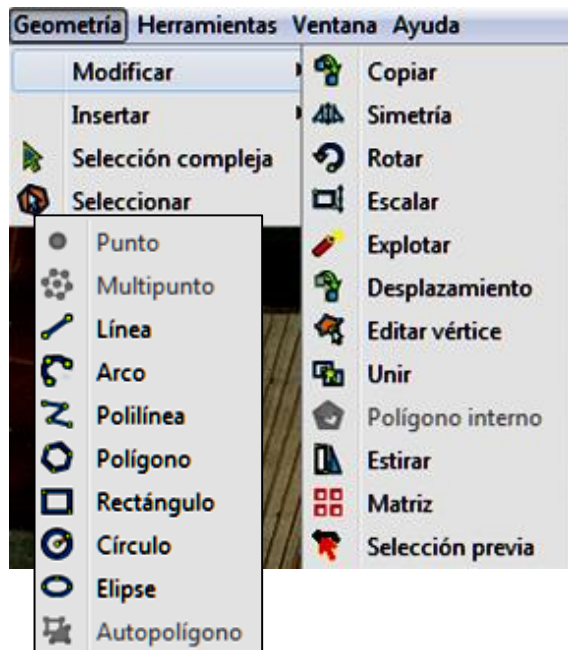 Geometría Herramientas Ventana Ayuda
Modificar
Insertar
Selección compleja
Seleccionar
Punto
Multipunto
Línea
Arco
Polilínea
Polígono
Rectángulo
Círculo
Elipse
Autopolígono
Copiar
Simetría
Rotar
Escalar
Explotar
Desplazamiento
Editar vértice
Unir
Polígono interno
Estirar
Matriz
Selección previa